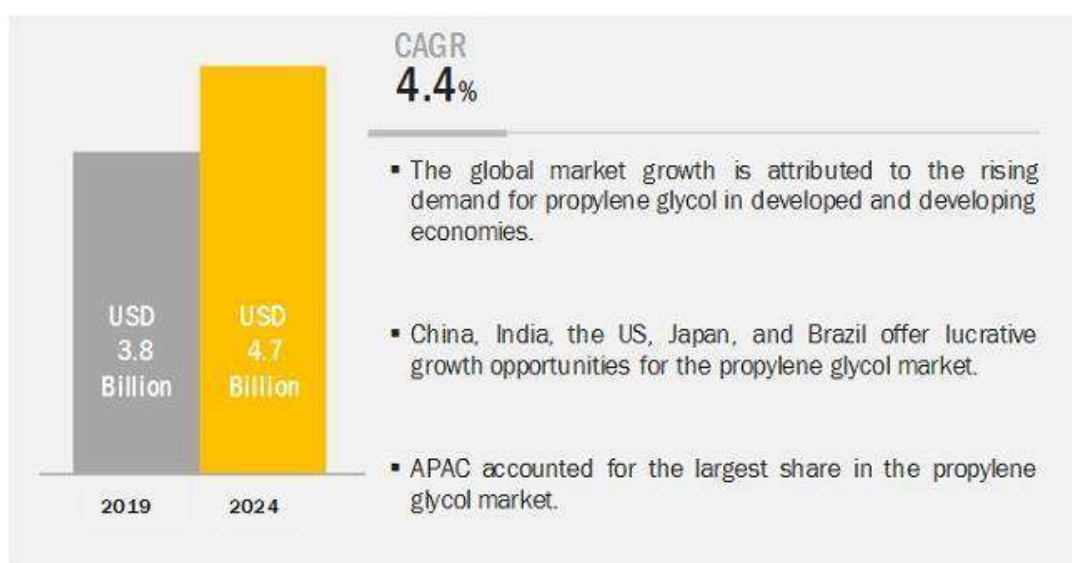 CAGR
4.4%
▪ The global market growth is attributed to the rising
demand for propylene glycol in developed and developing
economies.
▪ China, India, the US, Japan, and Brazil offer lucrative
growth opportunities for the propylene glycol market.
▪ APAC accounted for the largest share in the propylene
glycol market.
USD
3.8
Billion
USD
4.7
Billion
2019
2024